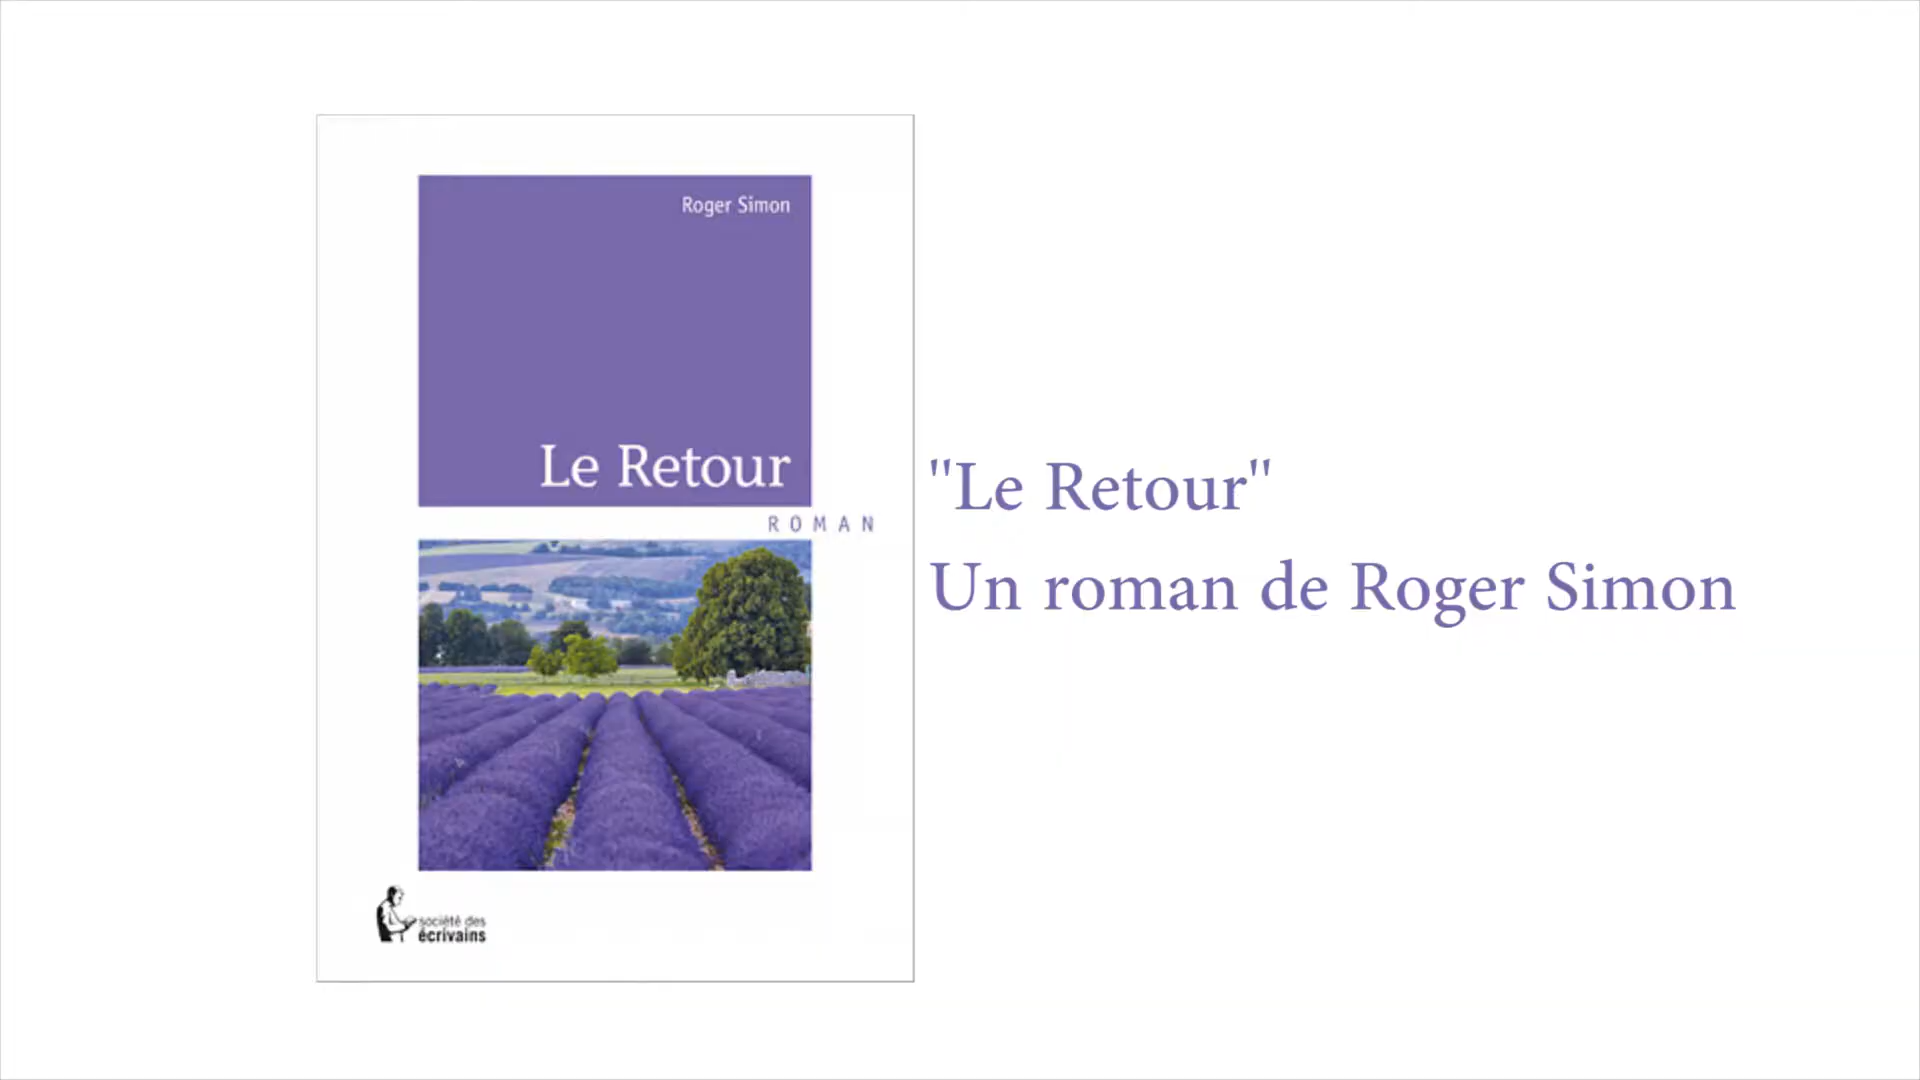 Roger Simon
Le Retour
ROMAN
société des
écrivains
"Le Retour"
Un roman de Roger Simon